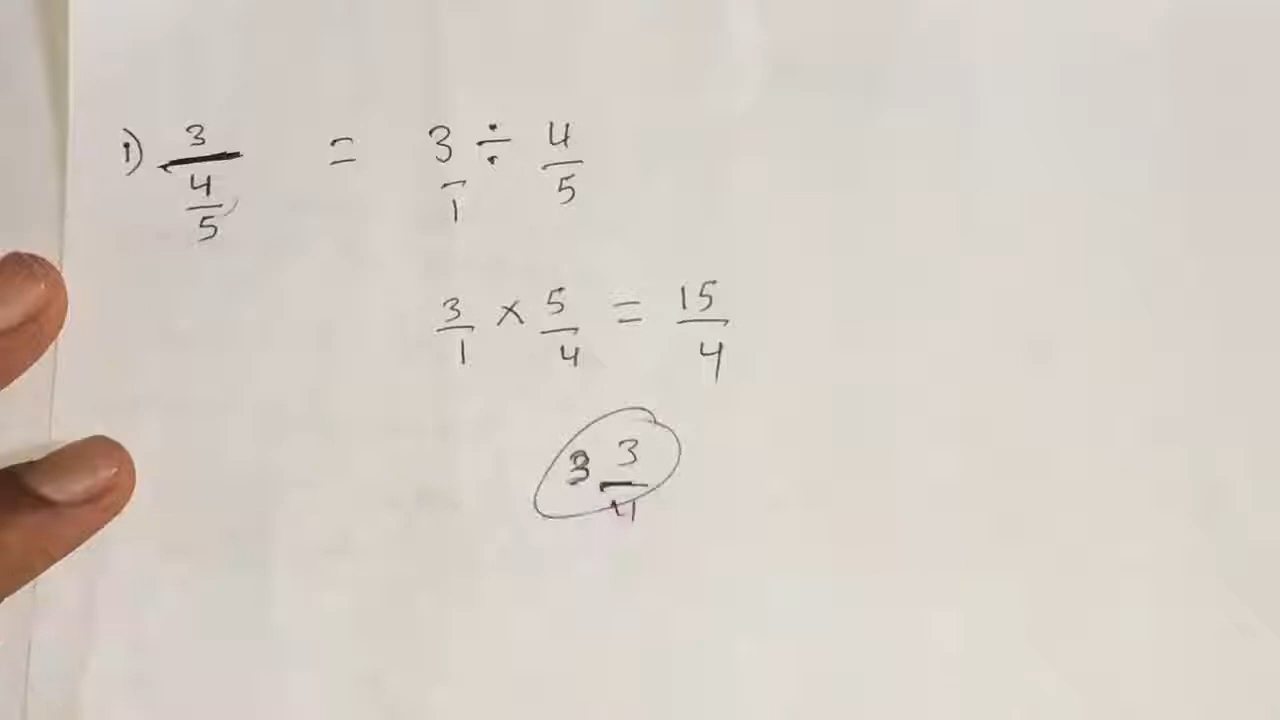 1) 3/(4/5) = 3/1 ÷ 4/5
3/1 × 5/4 = 15/4
3 3/4